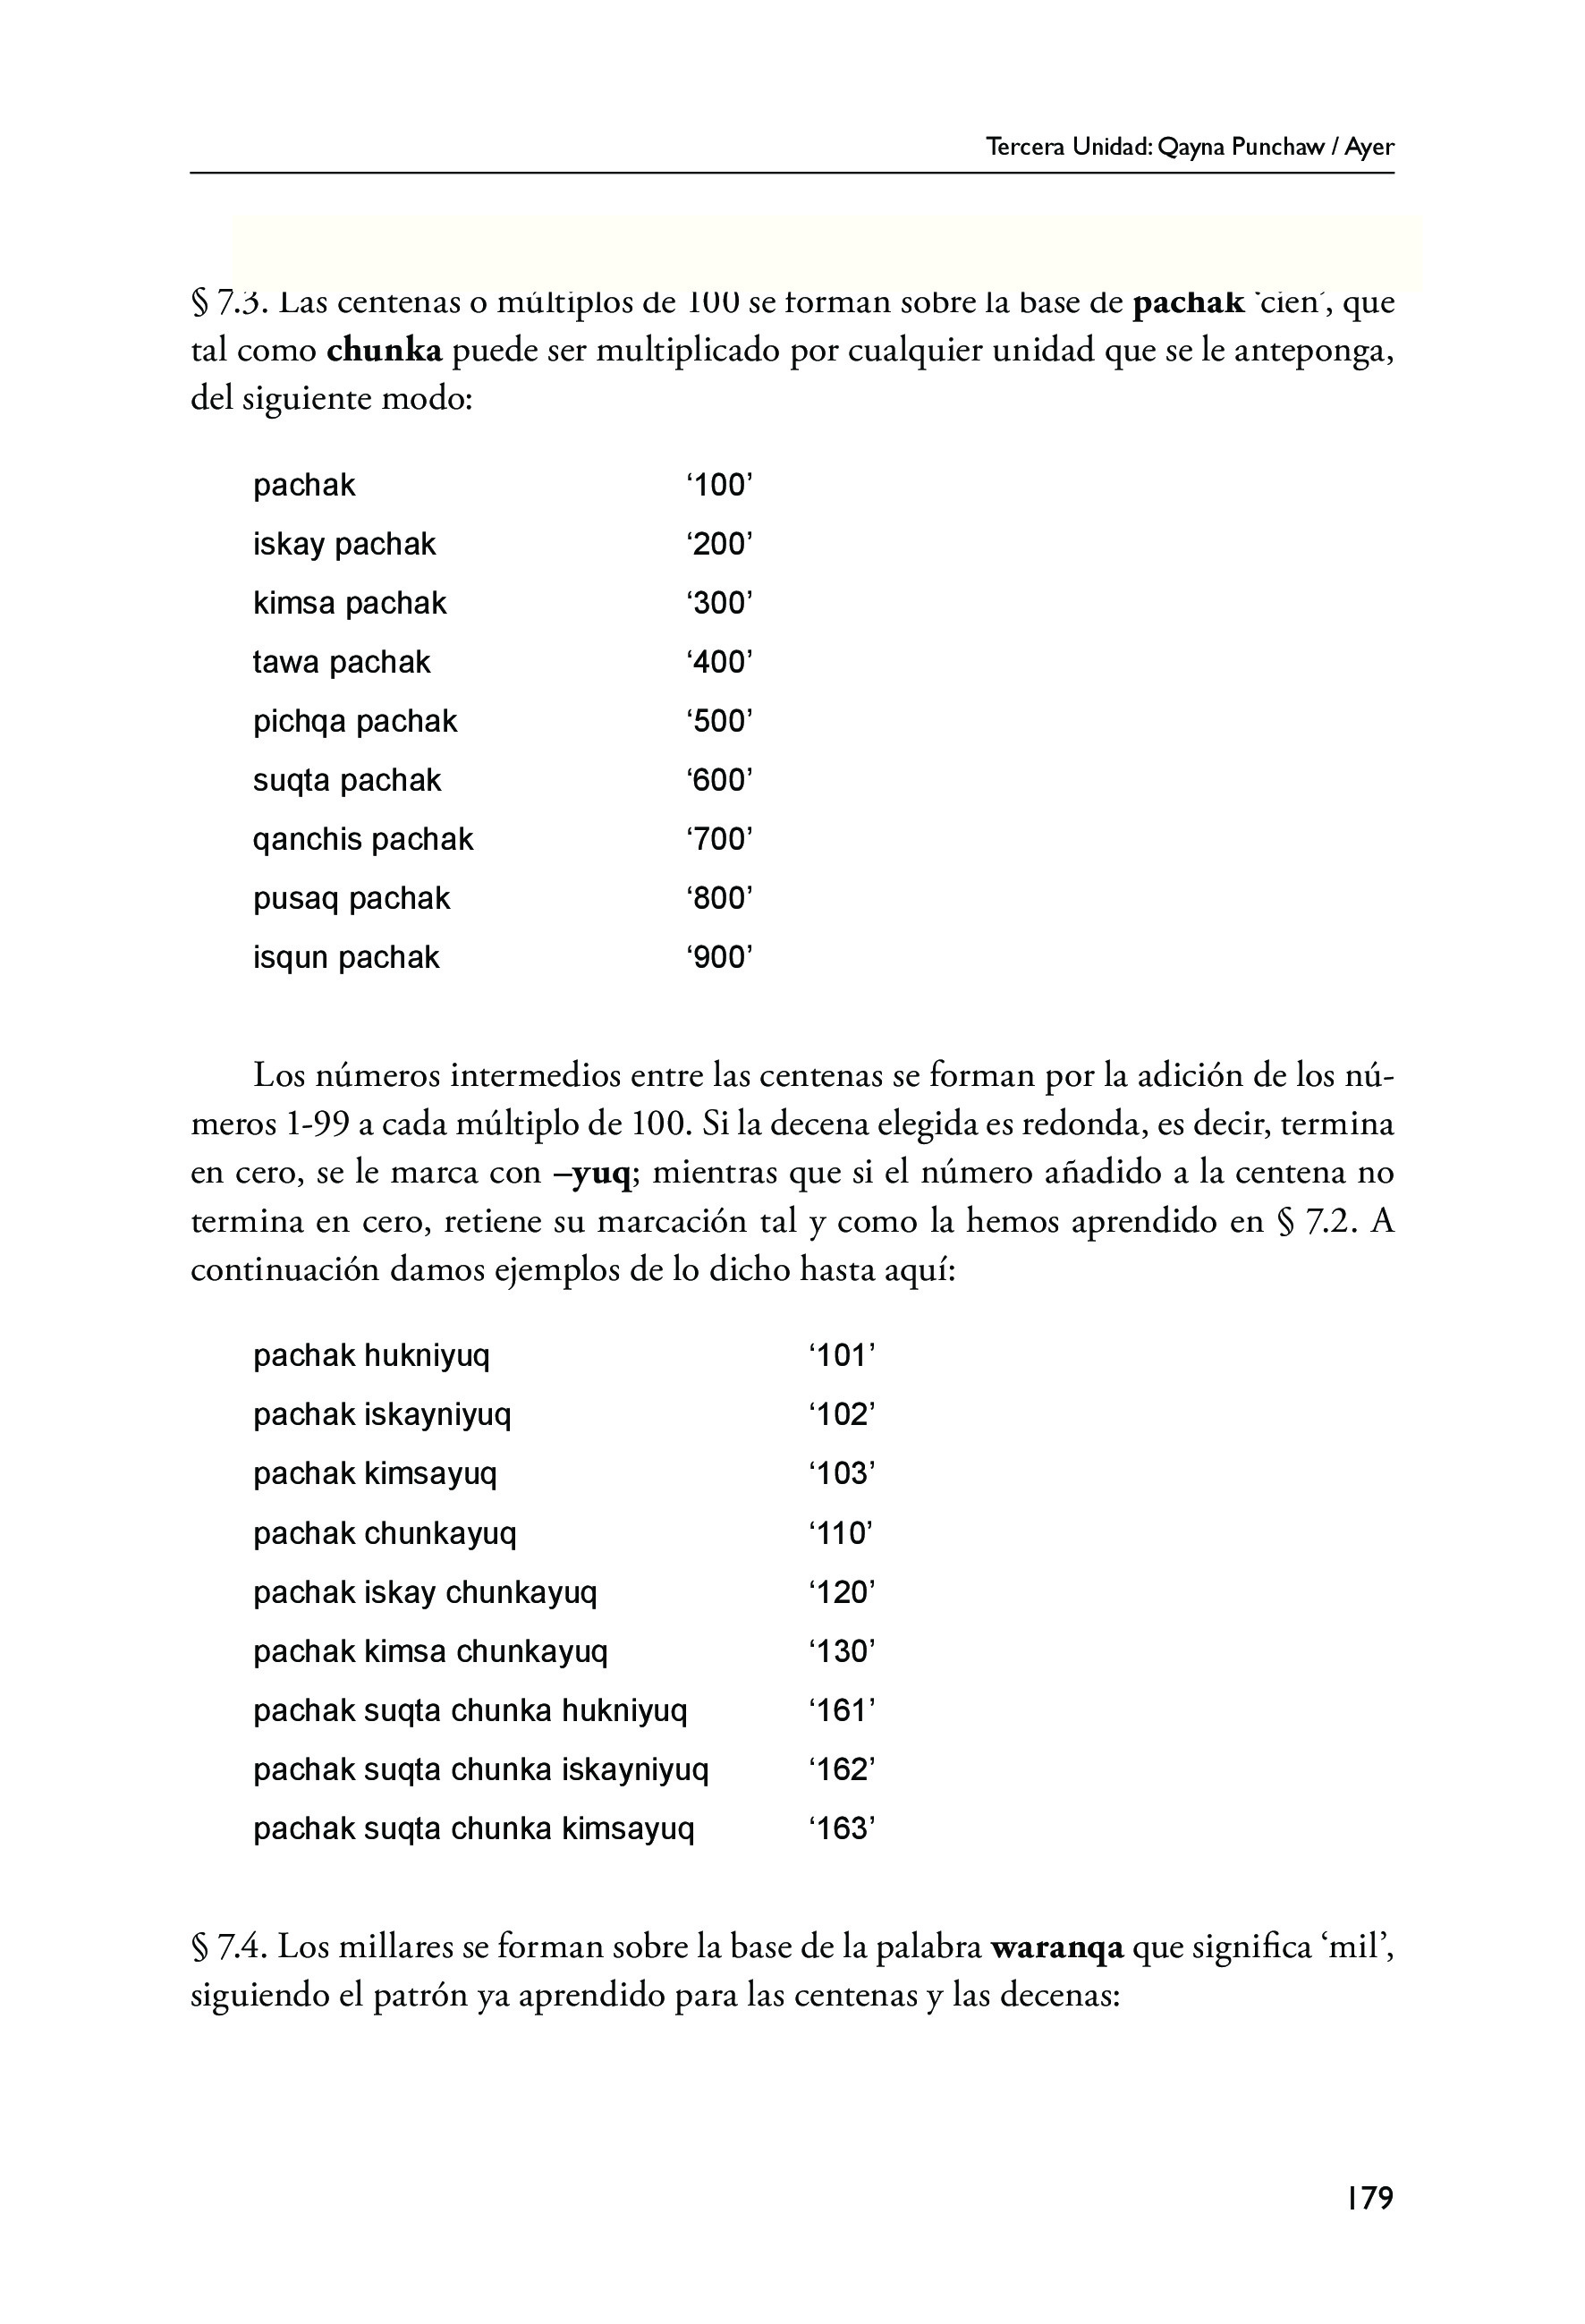 Tercera Unidad: Qayna Punchaw / Ayer
§ 7.3. Las centenas o múltiplos de 100 se forman sobre la base de pachak ‘cien’, que
tal como chunka puede ser multiplicado por cualquier unidad que se le anteponga,
del siguiente modo:
pachak ‘100’
iskay pachak ‘200’
kimsa pachak ‘300’
tawa pachak ‘400’
pichqa pachak ‘500’
suqta pachak ‘600’
qanchis pachak ‘700’
pusaq pachak ‘800’
isqun pachak ‘900’
Los números intermedios entre las centenas se forman por la adición de los nú-
meros 1-99 a cada múltiplo de 100. Si la decena elegida es redonda, es decir, termina
en cero, se le marca con –yuq; mientras que si el número añadido a la centena no
termina en cero, retiene su marcación tal y como la hemos aprendido en § 7.2. A
continuación damos ejemplos de lo dicho hasta aquí:
pachak hukniyuq ‘101’
pachak iskayniyuq ‘102’
pachak kimsayuq ‘103’
pachak chunkayuq ‘110’
pachak iskay chunkayuq ‘120’
pachak kimsa chunkayuq ‘130’
pachak suqta chunka hukniyuq ‘161’
pachak suqta chunka iskayniyuq ‘162’
pachak suqta chunka kimsayuq ‘163’
§ 7.4. Los millares se forman sobre la base de la palabra waranqa que significa ‘mil’,
siguiendo el patrón ya aprendido para las centenas y las decenas:
179